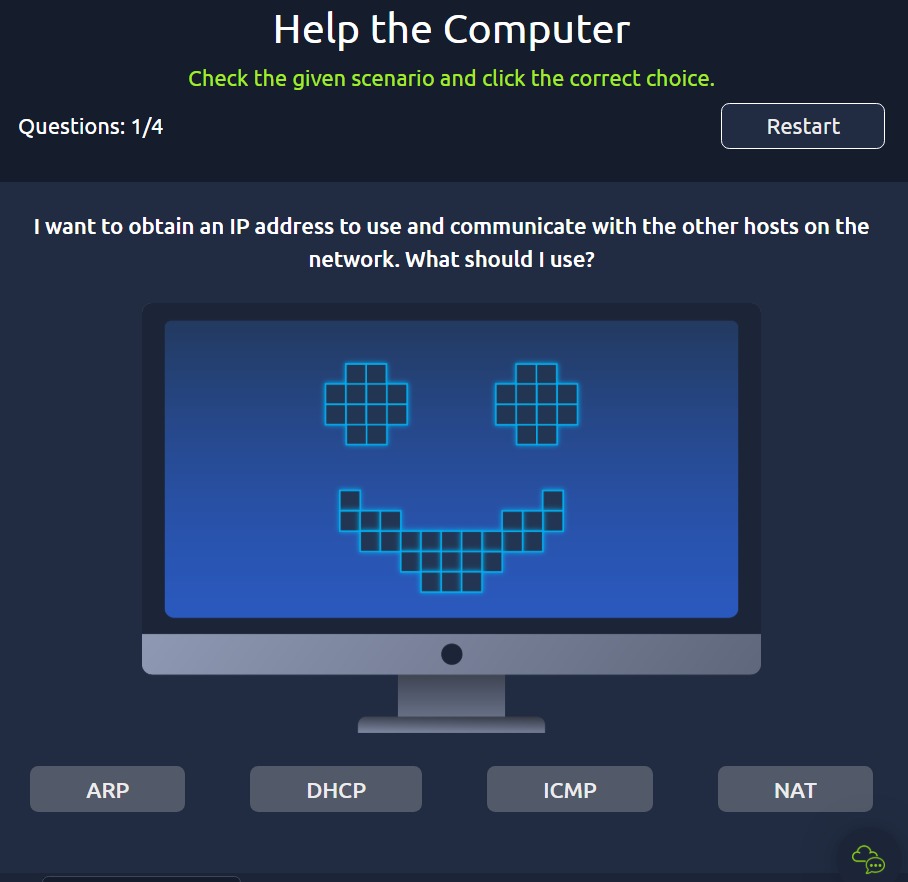 Help the Computer
Check the given scenario and click the correct choice.
Questions: 1/4
Restart
I want to obtain an IP address to use and communicate with the other hosts on the
network. What should I use?
ARP
DHCP
ICMP
NAT